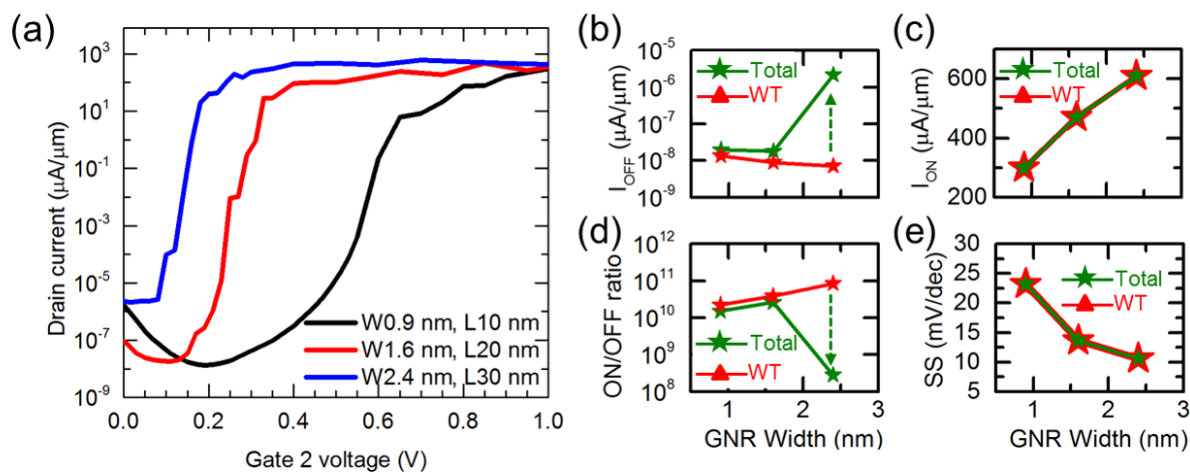 (a)
Drain current (µA/µm)
10^3
10^1
10^-1
10^-3
10^-5
10^-7
10^-9
W0.9 nm, L10 nm
W1.6 nm, L20 nm
W2.4 nm, L30 nm
0.0 0.2 0.4 0.6 0.8 1.0
Gate 2 voltage (V)
(b)
I_OFF (µA/µm)
10^-5
10^-6
10^-7
10^-8
10^-9
Total
WT
(c)
I_ON (µA/µm)
600
400
200
Total
WT
(d)
ON/OFF ratio
10^12
10^11
10^10
10^9
10^8
Total
WT
1 2 3
GNR Width (nm)
(e)
SS (mV/dec)
30
25
20
15
10
5
Total
WT
1 2 3
GNR Width (nm)